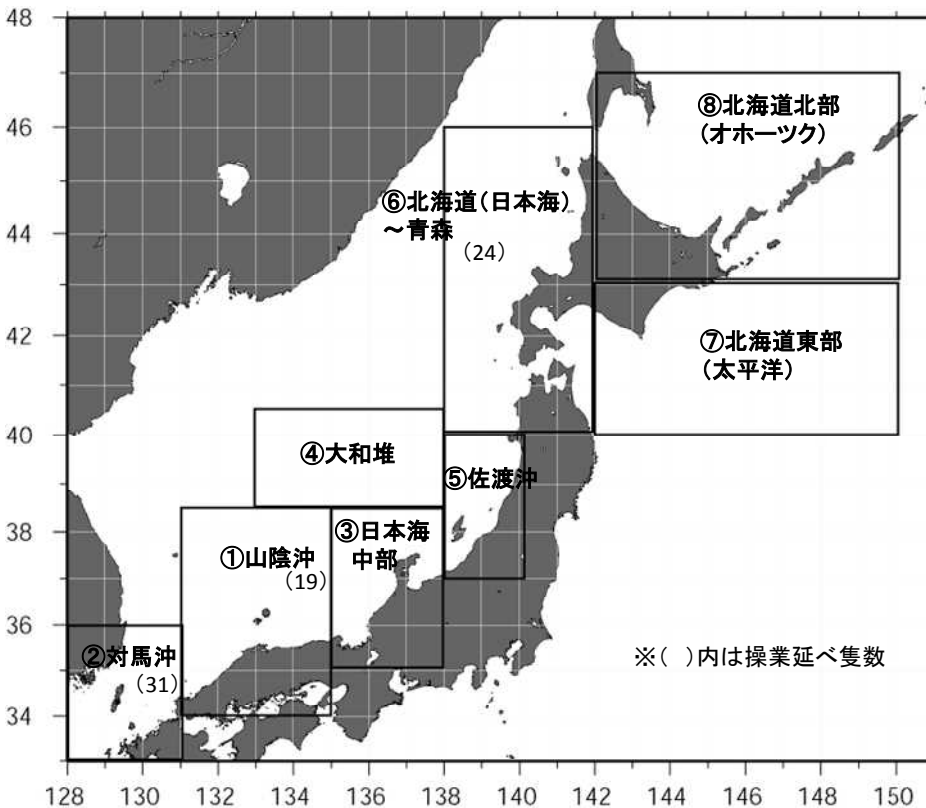 48
46
44
42
40
38
36
34
⑧北海道北部
(オホーツク)
⑥北海道(日本海)
~青森
(24)
⑦北海道東部
(太平洋)
④大和堆
⑤佐渡沖
③日本海
中部
①山陰沖
(19)
②対馬沖
(31)
※( )内は操業延べ隻数
128 130 132 134 136 138 140 142 144 146 148 150